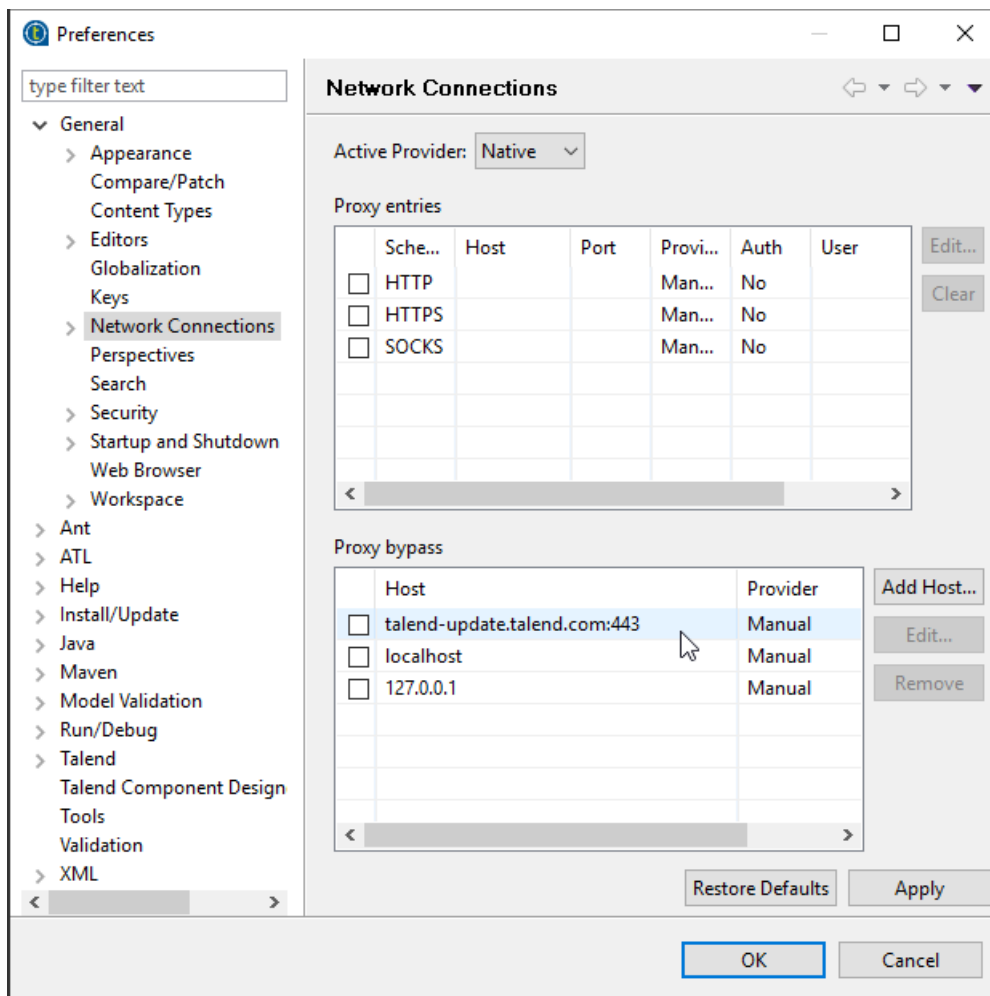 Preferences
type filter text
General
Appearance
Compare/Patch
Content Types
Editors
Globalization
Keys
Network Connections
Perspectives
Search
Security
Startup and Shutdown
Web Browser
Workspace
Ant
ATL
Help
Install/Update
Java
Maven
Model Validation
Run/Debug
Talend
Talend Component Design
Tools
Validation
XML
Network Connections
Active Provider: Native
Proxy entries
Sche... Host Port Provi... Auth User
HTTP Man... No
HTTPS Man... No
SOCKS Man... No
Edit...
Clear
Proxy bypass
Host Provider
talend-update.talend.com:443 Manual
localhost Manual
127.0.0.1 Manual
Add Host...
Edit...
Remove
Restore Defaults Apply
OK Cancel